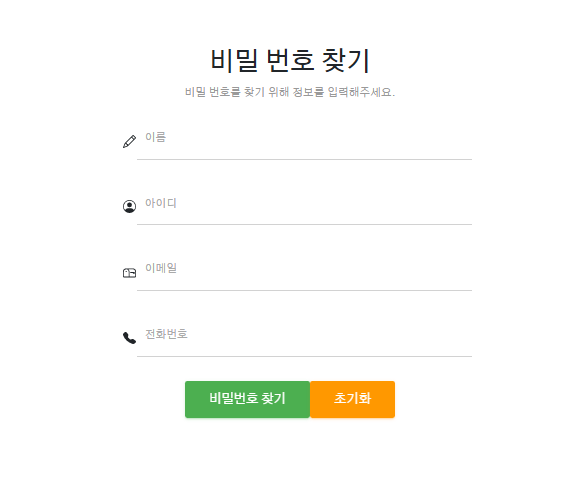 비밀 번호 찾기
비밀 번호를 찾기 위해 정보를 입력해주세요.
이름
아이디
이메일
전화번호
비밀번호 찾기 초기화